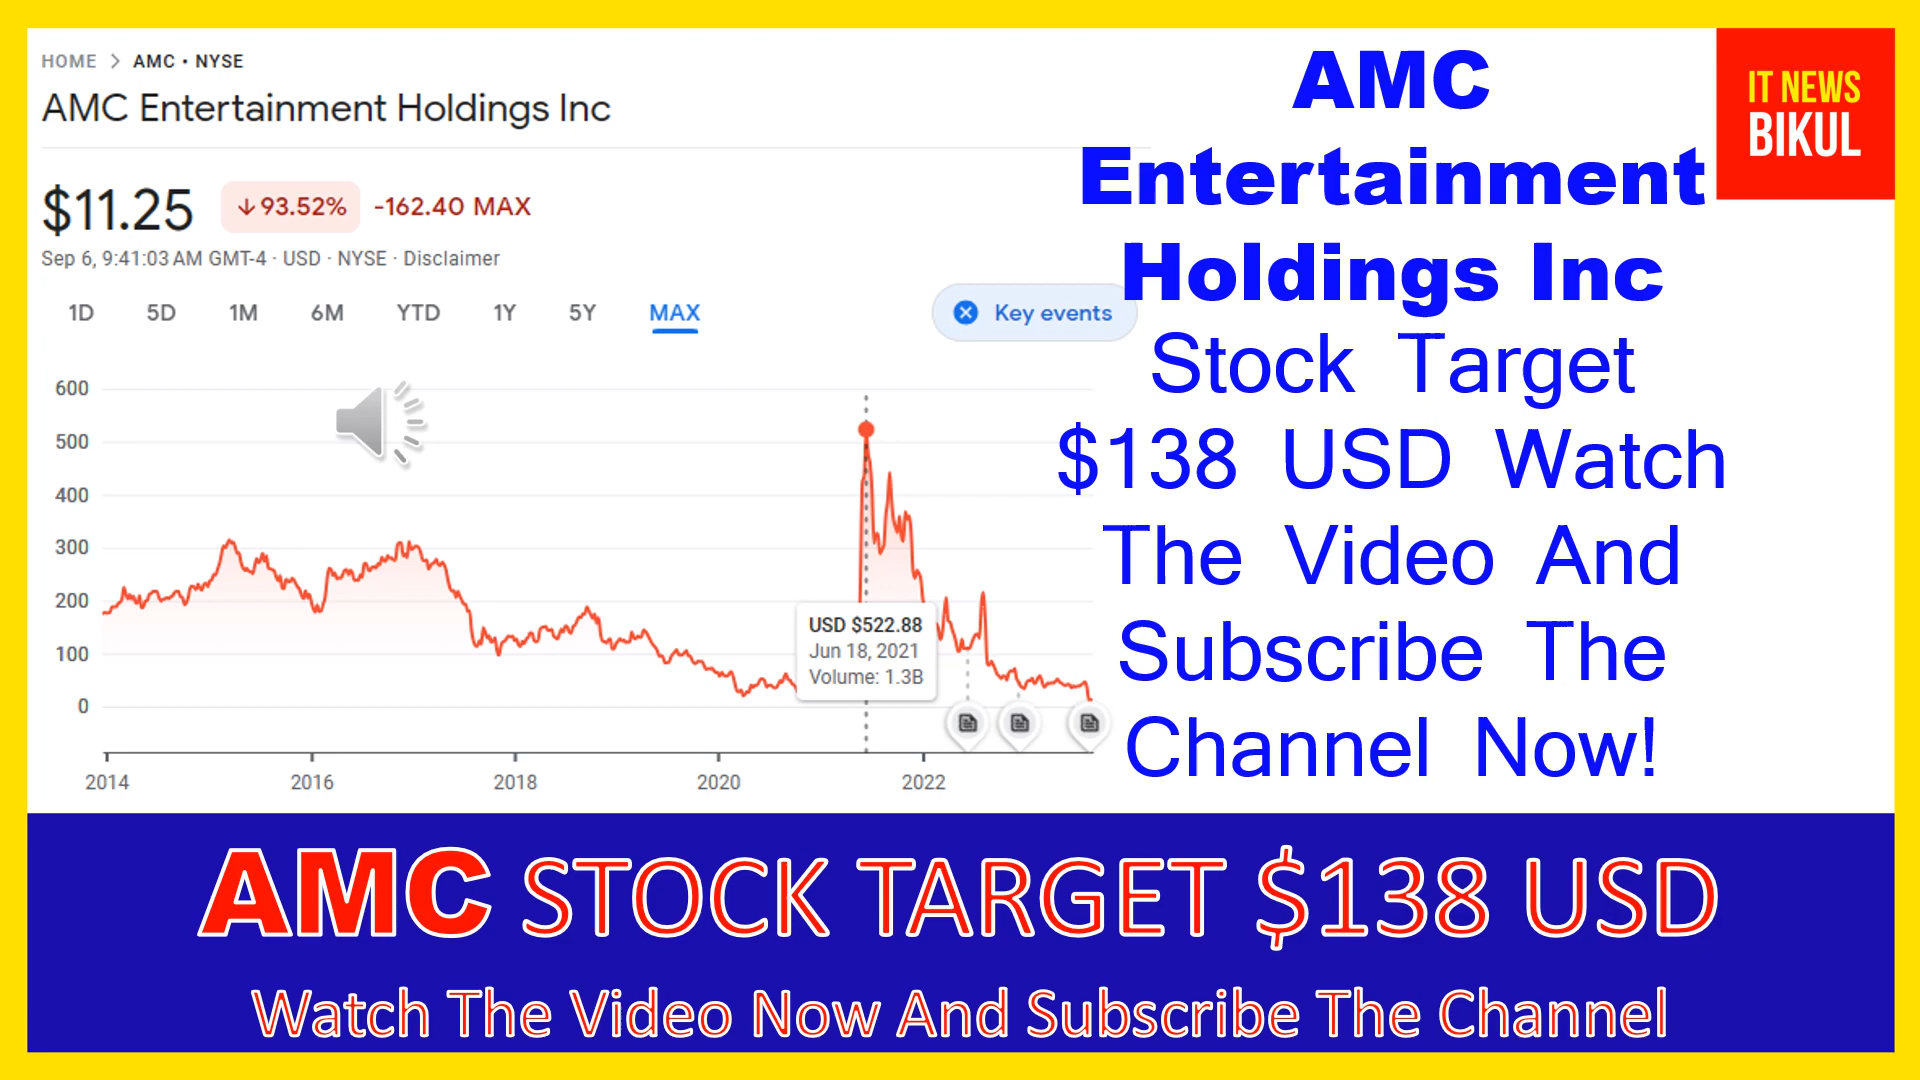 HOME > AMC • NYSE
AMC Entertainment Holdings Inc
$11.25 ↓93.52% -162.40 MAX
Sep 6, 9:41:03 AM GMT-4 · USD · NYSE · Disclaimer
1D 5D 1M 6M YTD 1Y 5Y MAX
Key events
600
500
400
300
200
100
0
USD $522.88
Jun 18, 2021
Volume: 1.3B
2014 2016 2018 2020 2022
AMC
Entertainment
Holdings Inc
Stock Target
$138 USD Watch
The Video And
Subscribe The
Channel Now!
IT NEWS
BIKUL
AMC STOCK TARGET $138 USD
Watch The Video Now And Subscribe The Channel